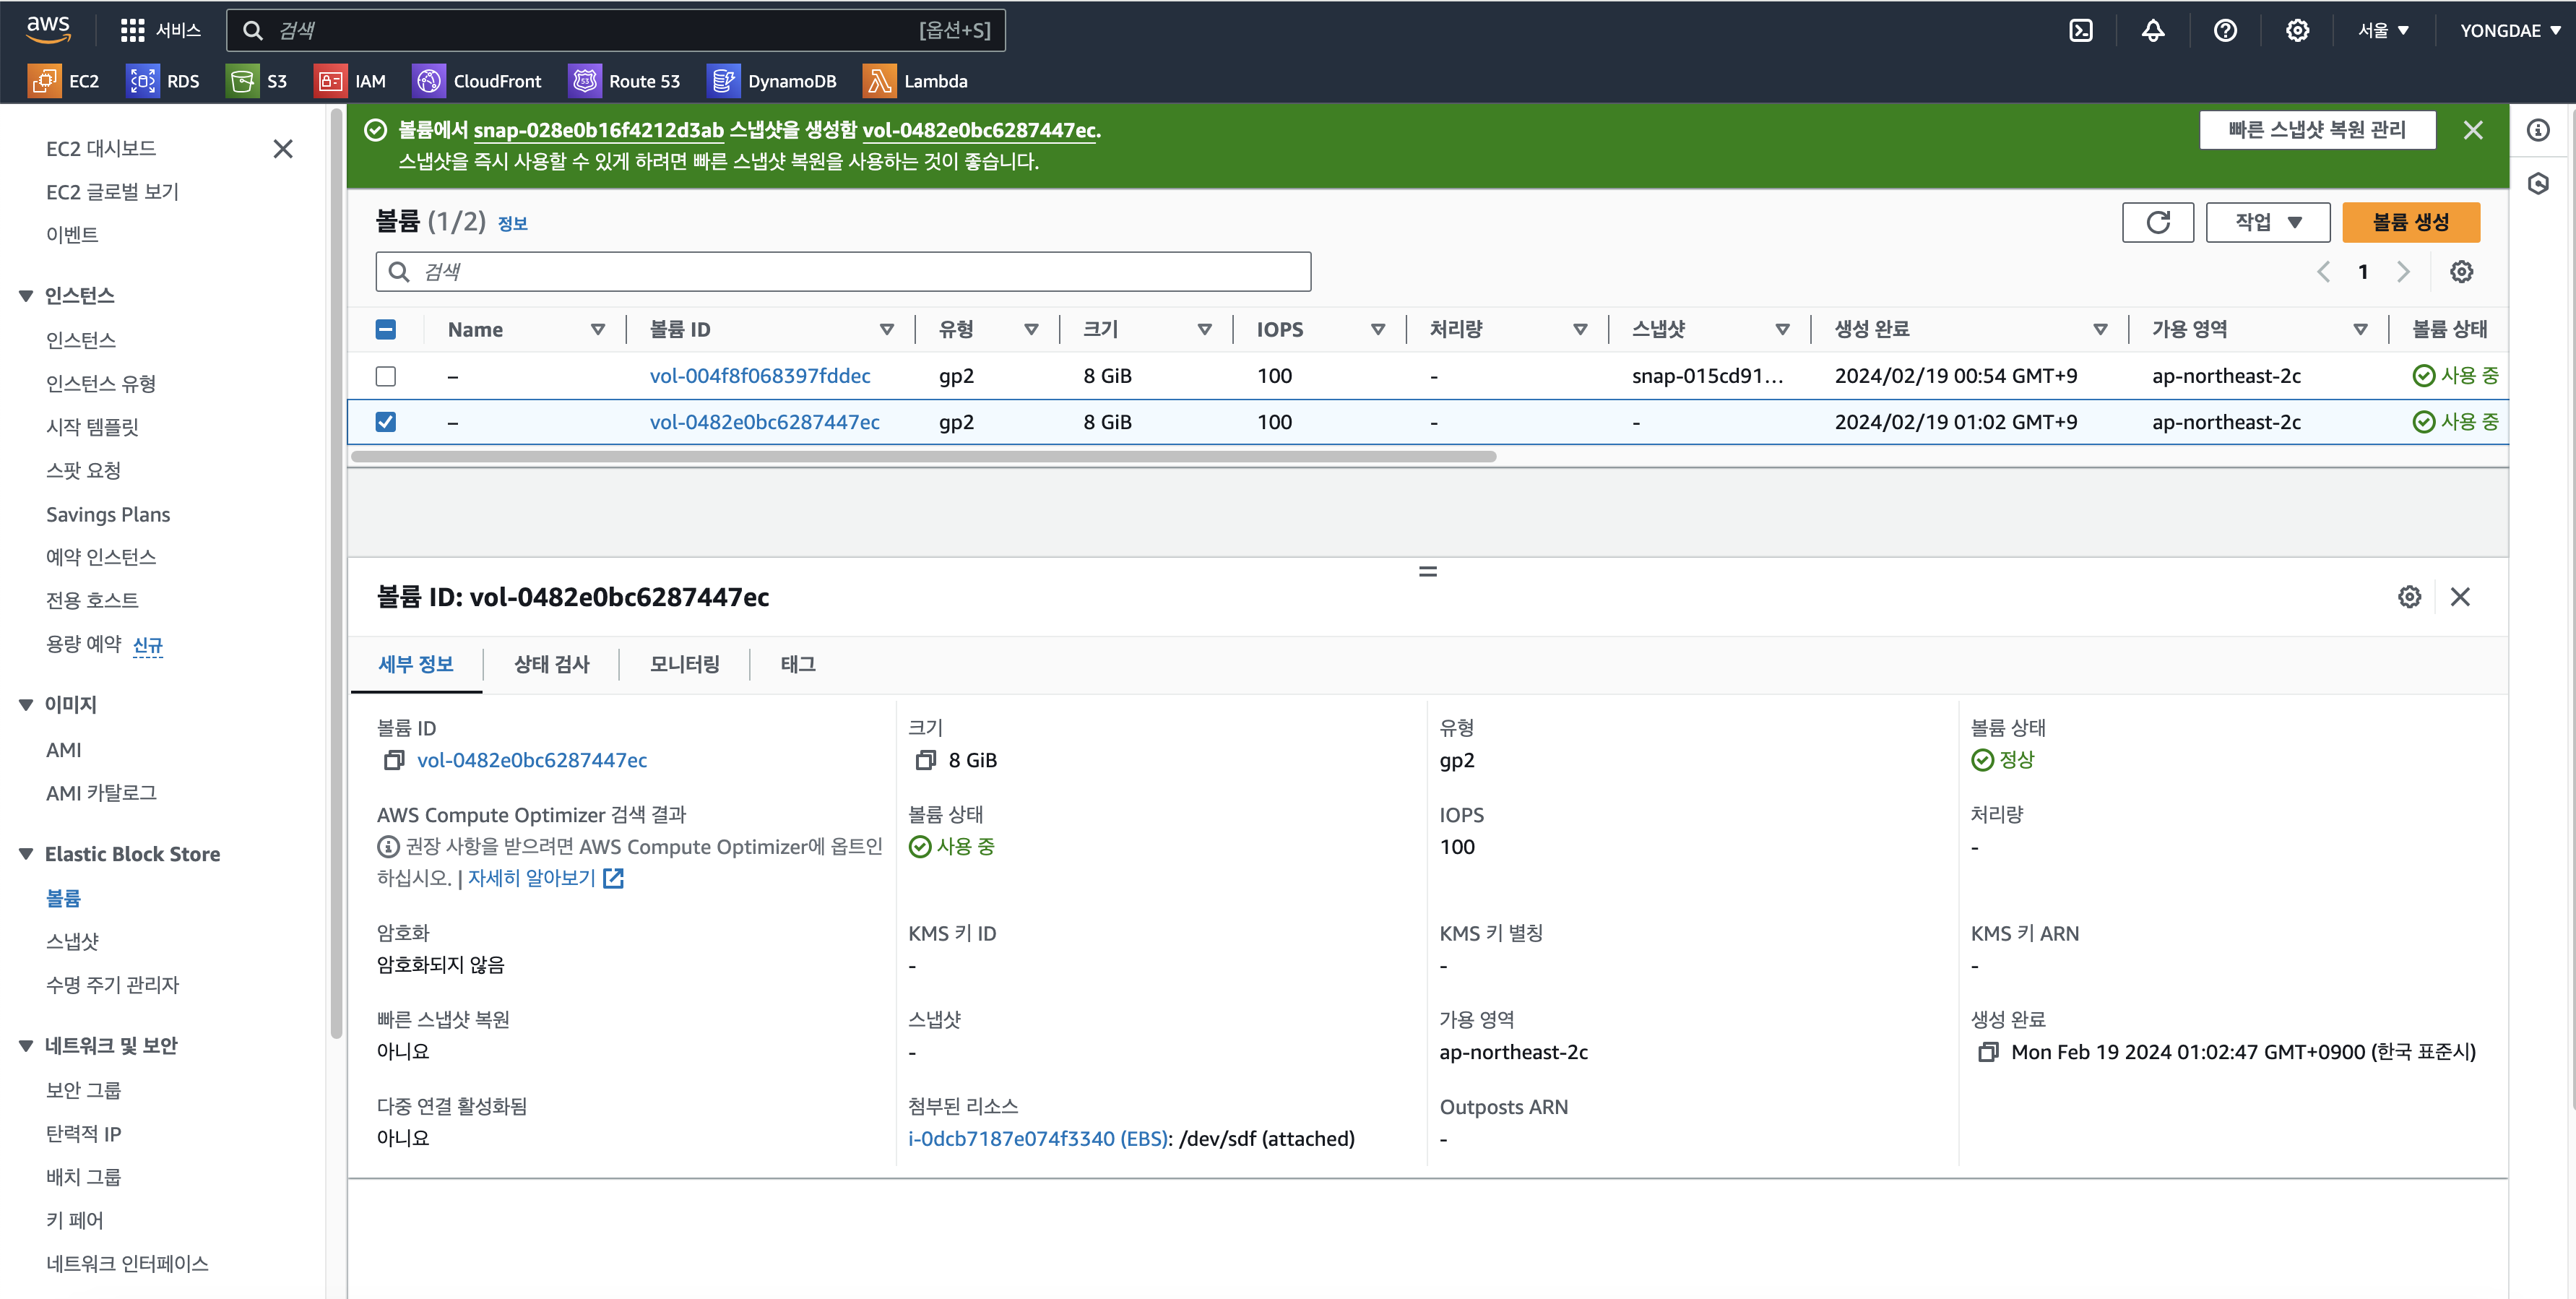 aws
서비스
검색
[옵션+S]
서울 ▼
YONGDAE ▼
EC2
RDS
S3
IAM
CloudFront
Route 53
DynamoDB
Lambda
EC2 대시보드
EC2 글로벌 보기
이벤트
▼ 인스턴스
인스턴스
인스턴스 유형
시작 템플릿
스팟 요청
Savings Plans
예약 인스턴스
전용 호스트
용량 예약 신규
▼ 이미지
AMI
AMI 카탈로그
▼ Elastic Block Store
볼륨
스냅샷
수명 주기 관리자
▼ 네트워크 및 보안
보안 그룹
탄력적 IP
배치 그룹
키 페어
네트워크 인터페이스
볼륨에서 snap-028e0b16f4212d3ab 스냅샷을 생성함 vol-0482e0bc6287447ec.
스냅샷을 즉시 사용할 수 있게 하려면 빠른 스냅샷 복원을 사용하는 것이 좋습니다.
빠른 스냅샷 복원 관리
볼륨 (1/2) 정보
작업 ▼
볼륨 생성
검색
1
Name 볼륨 ID 유형 크기 IOPS 처리량 스냅샷 생성 완료 가용 영역 볼륨 상태
– vol-004f8f068397fddec gp2 8 GiB 100 - snap-015cd91... 2024/02/19 00:54 GMT+9 ap-northeast-2c 사용 중
– vol-0482e0bc6287447ec gp2 8 GiB 100 - - 2024/02/19 01:02 GMT+9 ap-northeast-2c 사용 중
볼륨 ID: vol-0482e0bc6287447ec
세부 정보
상태 검사
모니터링
태그
볼륨 ID
vol-0482e0bc6287447ec
크기
8 GiB
유형
gp2
볼륨 상태
정상
AWS Compute Optimizer 검색 결과
권장 사항을 받으려면 AWS Compute Optimizer에 옵트인
하십시오. | 자세히 알아보기
볼륨 상태
사용 중
IOPS
100
처리량
-
암호화
암호화되지 않음
KMS 키 ID
-
KMS 키 별칭
-
KMS 키 ARN
-
빠른 스냅샷 복원
아니요
스냅샷
-
가용 영역
ap-northeast-2c
생성 완료
Mon Feb 19 2024 01:02:47 GMT+0900 (한국 표준시)
다중 연결 활성화됨
아니요
첨부된 리소스
i-0dcb7187e074f3340 (EBS): /dev/sdf (attached)
Outposts ARN
-